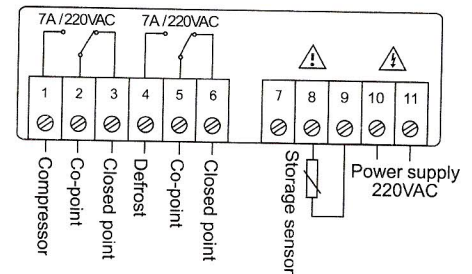 7A/220VAC 7A/220VAC
1 2 3 4 5 6 7 8 9 10 11
Compressor
Co-point
Closed point
Defrost
Co-point
Closed point
Storage sensor
Power supply
220VAC